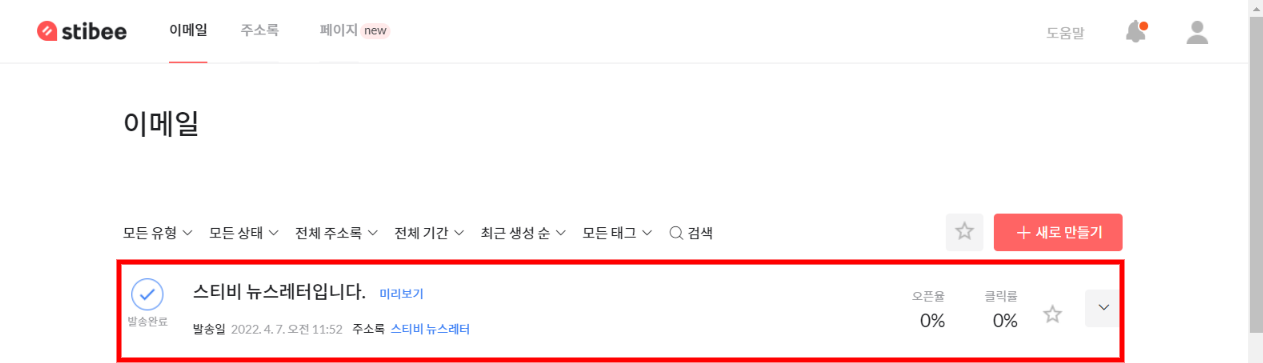 stibee 이메일 주소록 페이지 new 도움말
이메일
모든 유형 모든 상태 전체 주소록 전체 기간 최근 생성 순 모든 태그 검색 + 새로 만들기
스티비 뉴스레터입니다. 미리보기 오픈율 클릭률
발송완료 발송일 2022. 4. 7. 오전 11:52 주소록 스티비 뉴스레터 0% 0%